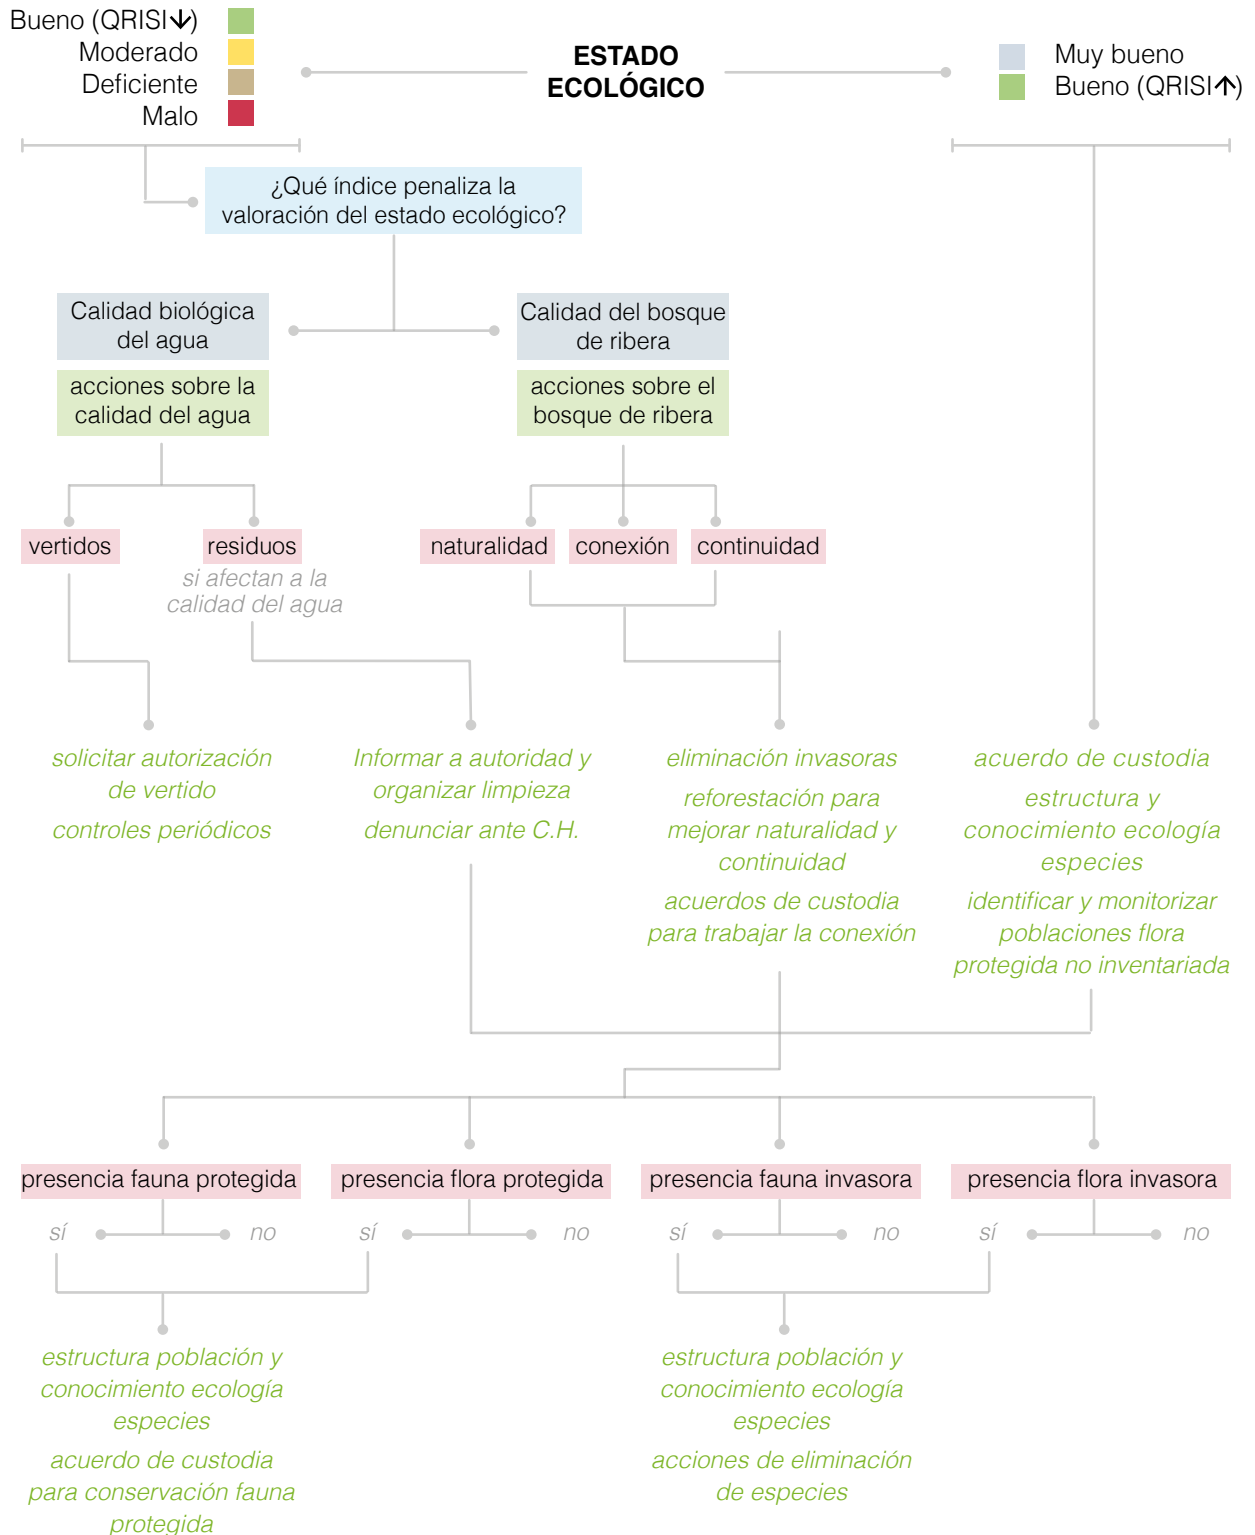 Bueno (QRISI↓)
Moderado
Deficiente
Malo
ESTADO
ECOLÓGICO
Muy bueno
Bueno (QRISI↑)
¿Qué índice penaliza la
valoración del estado ecológico?
Calidad biológica
del agua
Calidad del bosque
de ribera
acciones sobre la
calidad del agua
acciones sobre el
bosque de ribera
vertidos
residuos
si afectan a la
calidad del agua
naturalidad
conexión
continuidad
solicitar autorización
de vertido
controles periódicos
Informar a autoridad y
organizar limpieza
denunciar ante C.H.
eliminación invasoras
reforestación para
mejorar naturalidad y
continuidad
acuerdos de custodia
para trabajar la conexión
acuerdo de custodia
estructura y
conocimiento ecología
especies
identificar y monitorizar
poblaciones flora
protegida no inventariada
presencia fauna protegida
presencia flora protegida
presencia fauna invasora
presencia flora invasora
sí
no
sí
no
sí
no
sí
no
estructura población y
conocimiento ecología
especies
acuerdo de custodia
para conservación fauna
protegida
estructura población y
conocimiento ecología
especies
acciones de eliminación
de especies